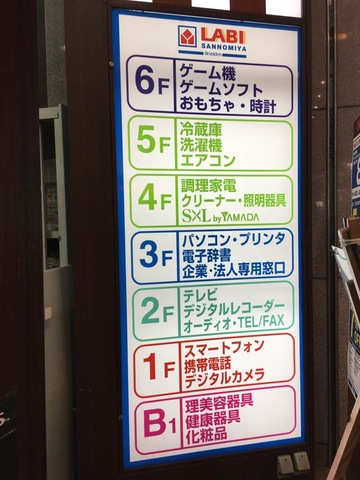 LABI
SANNOMIYA
6F
ゲーム機
ゲームソフト
おもちゃ・時計
5F
冷蔵庫
洗濯機
エアコン
4F
調理家電
クリーナー・照明器具
S×L by YAMADA
3F
パソコン・プリンタ
電子辞書
企業・法人専用窓口
2F
テレビ
デジタルレコーダー
オーディオ・TEL/FAX
1F
スマートフォン
携帯電話
デジタルカメラ
B1
理美容器具
健康器具
化粧品